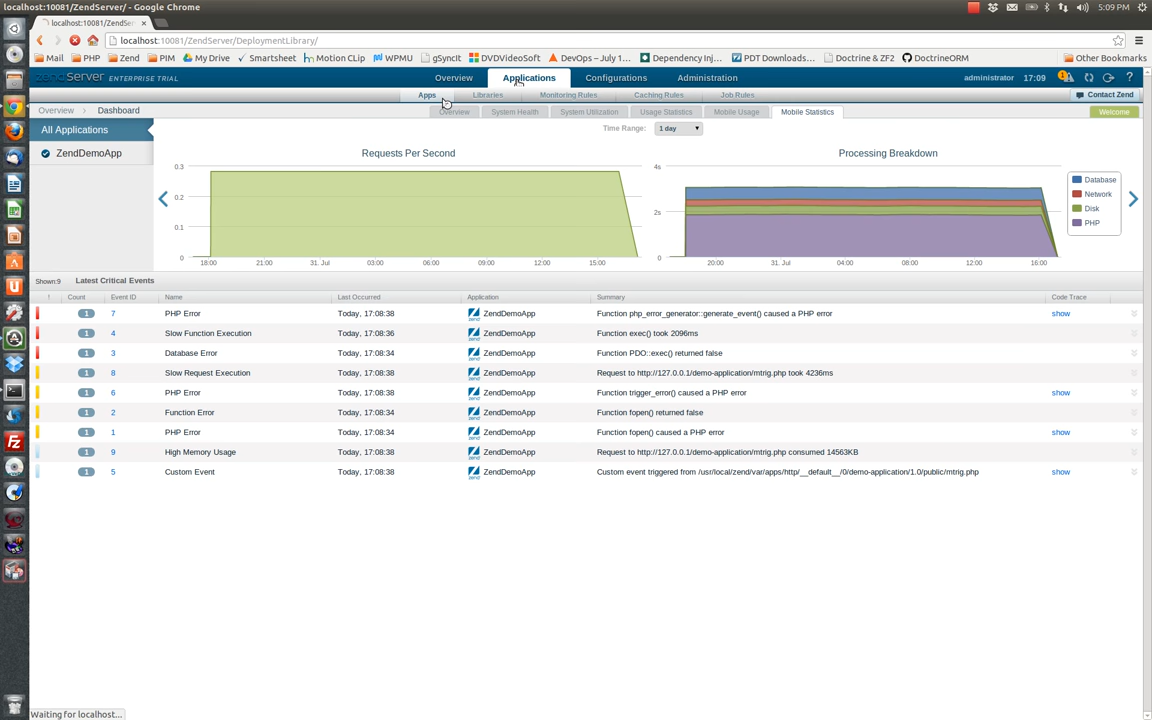 localhost:10081/ZendServer/ - Google Chrome
5:09 PM
localhost:10081/ZendSer
localhost:10081/ZendServer/DeploymentLibrary/
Mail PHP Zend PIM My Drive Smartsheet Motion CLip WPMU gSyncIt DVDVideoSoft DevOps – July 1... Dependency Inj... PDT Downloads... Doctrine & ZF2 DoctrineORM Other Bookmarks
zend Server ENTERPRISE TRIAL Overview Applications Configurations Administration administrator 17:09 1 ?
Apps Libraries Monitoring Rules Caching Rules Job Rules Contact Zend
Overview Dashboard Overview System Health System Utilization Usage Statistics Mobile Usage Mobile Statistics Welcome
All Applications Time Range: 1 day
ZendDemoApp
Requests Per Second
0.3
0.2
0.1
0
18:00 21:00 31. Jul 03:00 06:00 09:00 12:00 15:00
Processing Breakdown
4s
2s
0
20:00 31. Jul 04:00 08:00 12:00 16:00
Database
Network
Disk
PHP
Shown:9 Latest Critical Events
! Count Event ID Name Last Occurred Application Summary Code Trace
1 7 PHP Error Today, 17:08:38 zend ZendDemoApp Function php_error_generator::generate_event() caused a PHP error show
1 4 Slow Function Execution Today, 17:08:36 zend ZendDemoApp Function exec() took 2096ms
1 3 Database Error Today, 17:08:34 zend ZendDemoApp Function PDO::exec() returned false
1 8 Slow Request Execution Today, 17:08:38 zend ZendDemoApp Request to http://127.0.0.1/demo-application/mtrig.php took 4236ms
1 6 PHP Error Today, 17:08:38 zend ZendDemoApp Function trigger_error() caused a PHP error show
1 2 Function Error Today, 17:08:34 zend ZendDemoApp Function fopen() returned false
1 1 PHP Error Today, 17:08:34 zend ZendDemoApp Function fopen() caused a PHP error show
1 9 High Memory Usage Today, 17:08:38 zend ZendDemoApp Request to http://127.0.0.1/demo-application/mtrig.php consumed 14563KB
1 5 Custom Event Today, 17:08:38 zend ZendDemoApp Custom event triggered from /usr/local/zend/var/apps/http/__default__/0/demo-application/1.0/public/mtrig.php show
Waiting for localhost...